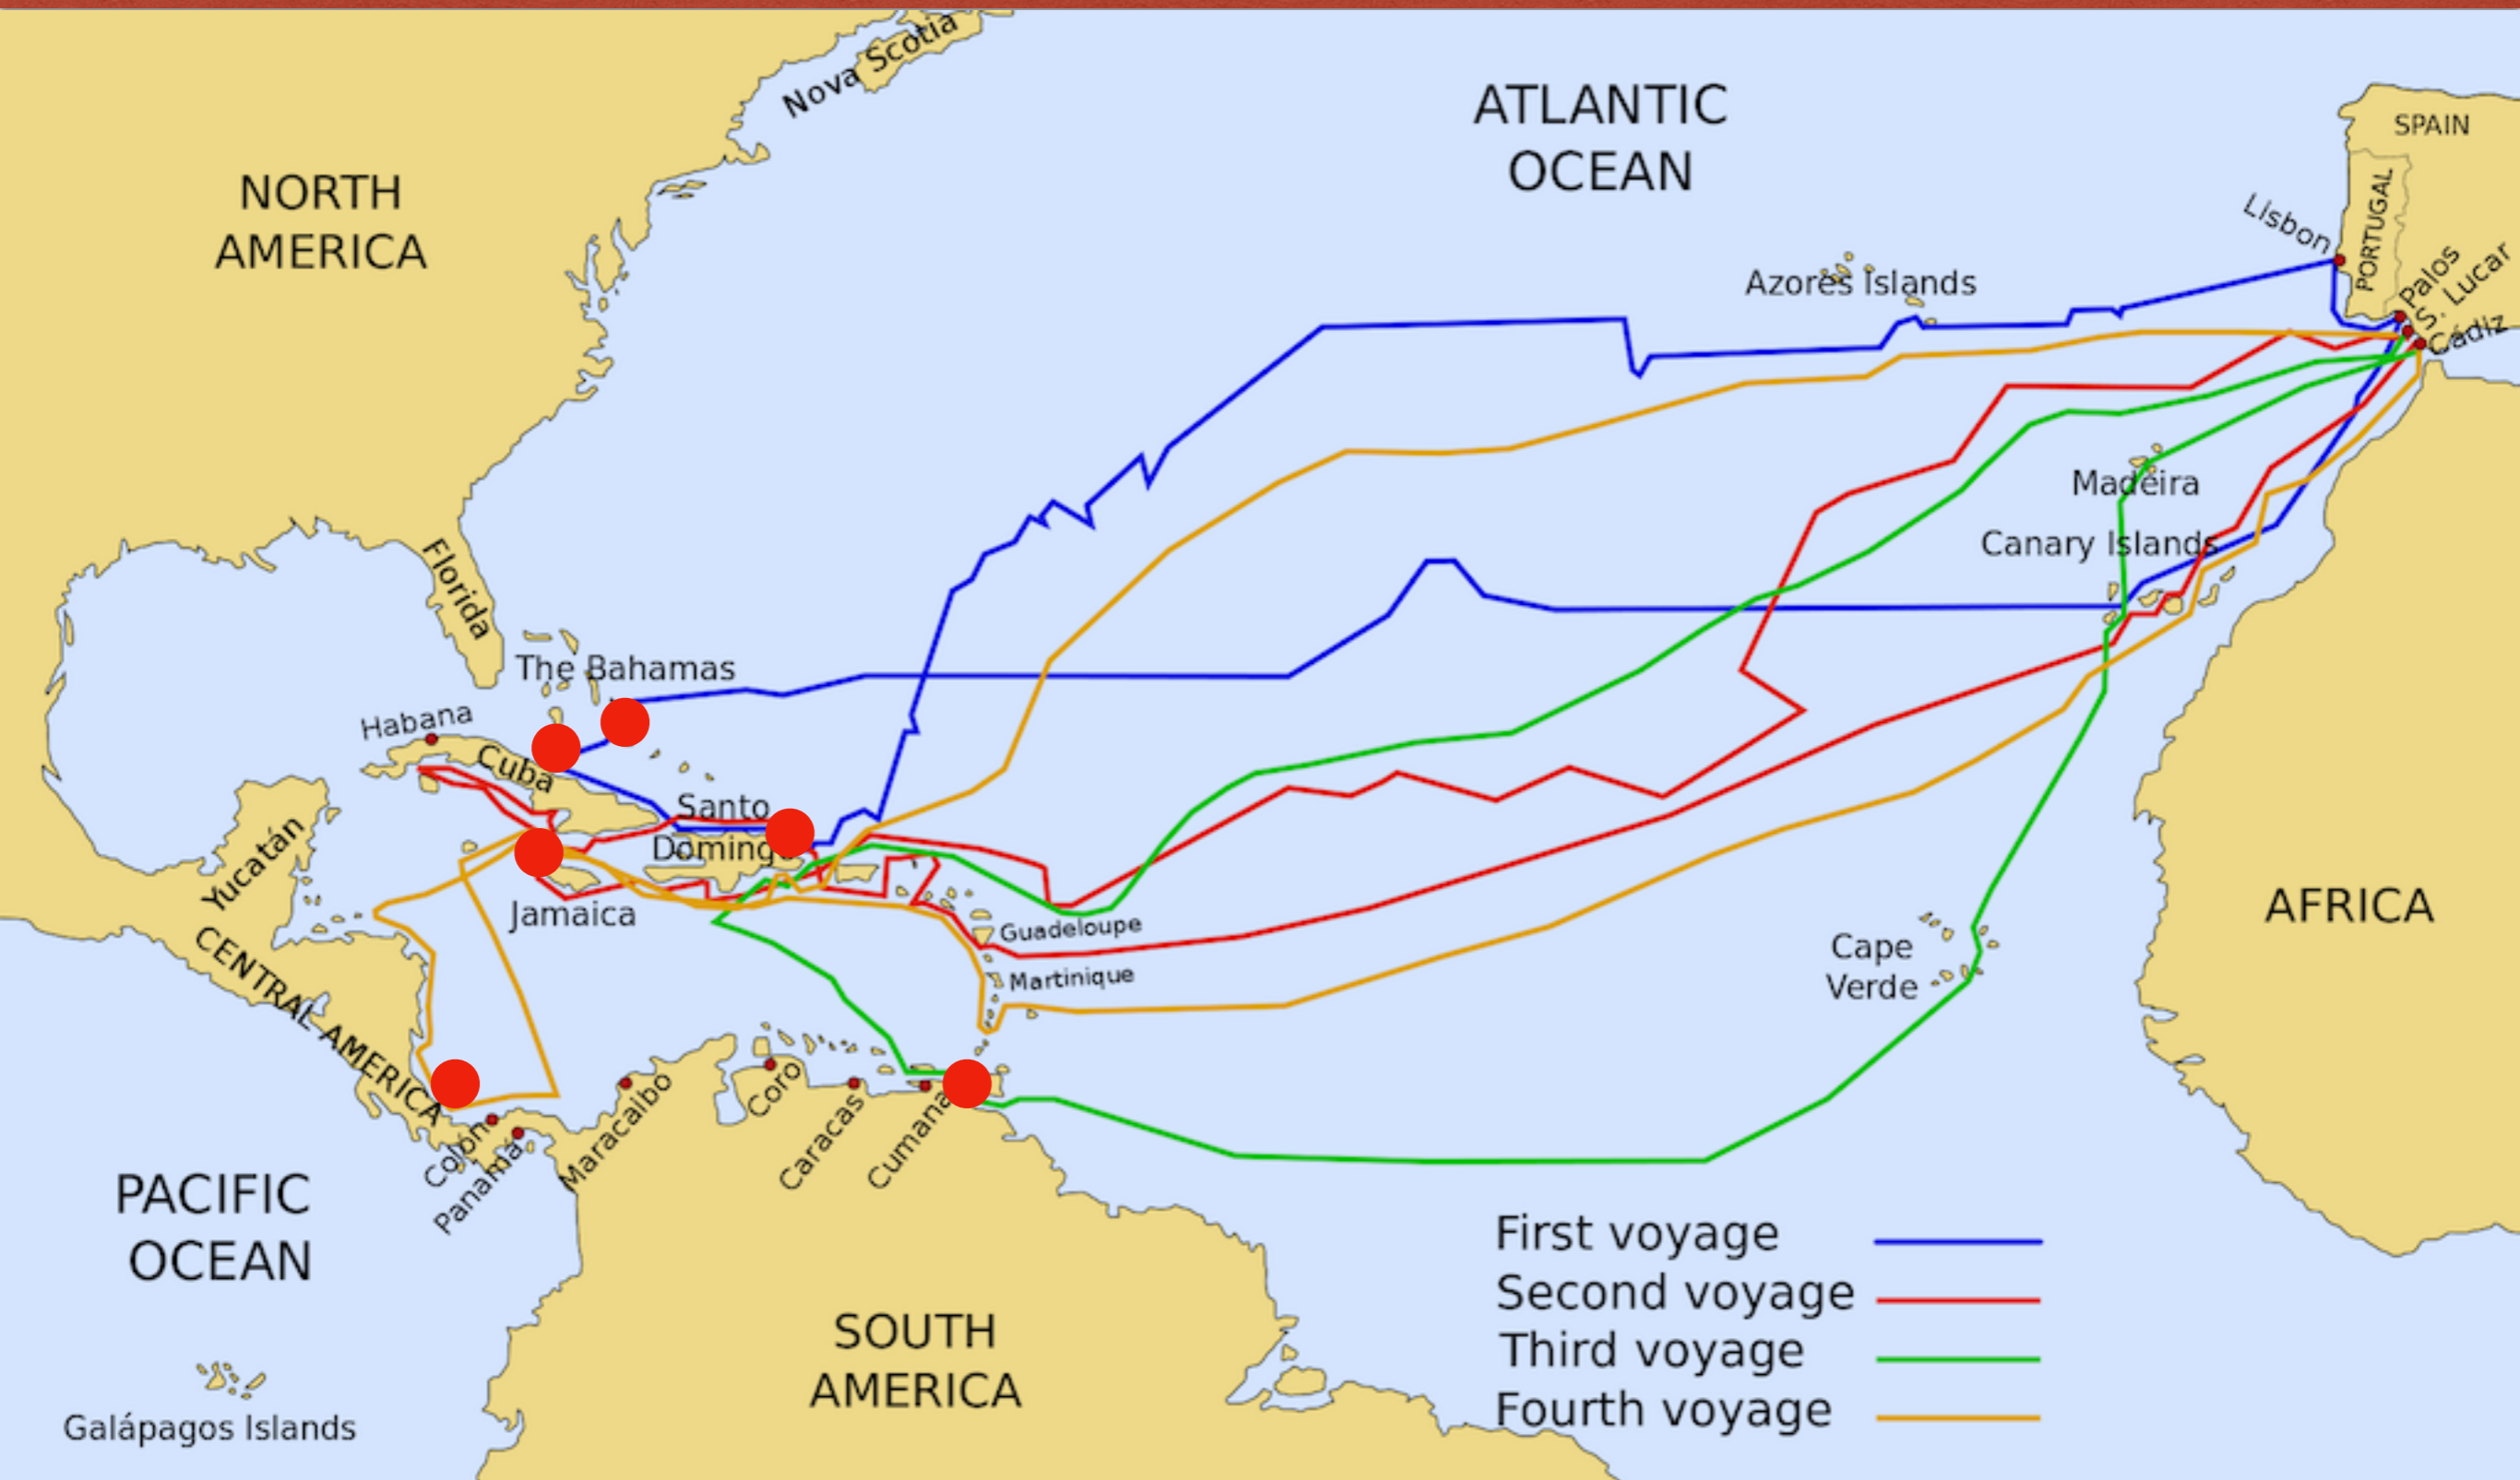 Nova Scotia
ATLANTIC
OCEAN
SPAIN
NORTH
AMERICA
PORTUGAL
Lisbon
Palos
S. Lucar
Cádiz
Azores Islands
Madeira
Canary Islands
Florida
The Bahamas
Habana
Cuba
Santo
Domingo
Yucatán
Jamaica
Guadeloupe
Martinique
CENTRAL AMERICA
Cape
Verde
AFRICA
Colón
Panamá
Maracaibo
Coro
Caracas
Cumana
PACIFIC
OCEAN
SOUTH
AMERICA
Galápagos Islands
First voyage
Second voyage
Third voyage
Fourth voyage